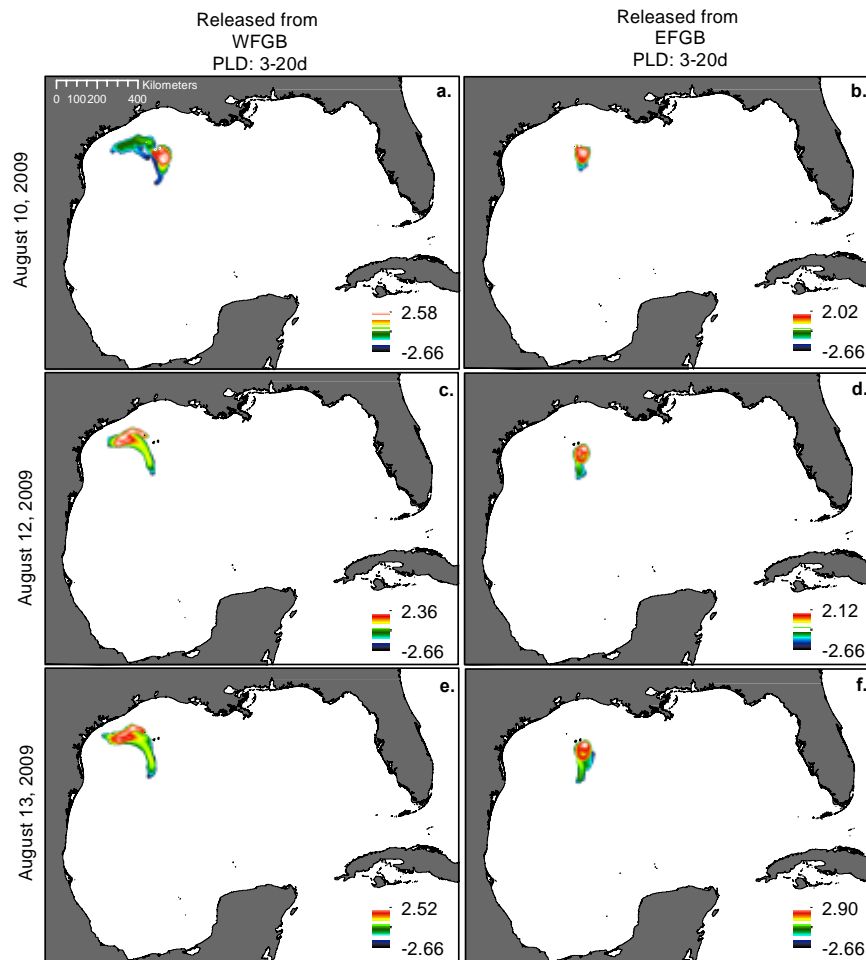 Released from
WFGB
PLD: 3-20d
Released from
EFGB
PLD: 3-20d
August 10, 2009
Kilometers
0 100 200 400
a.
2.58
-2.66
b.
2.02
-2.66
August 12, 2009
c.
2.36
-2.66
d.
2.12
-2.66
August 13, 2009
e.
2.52
-2.66
f.
2.90
-2.66